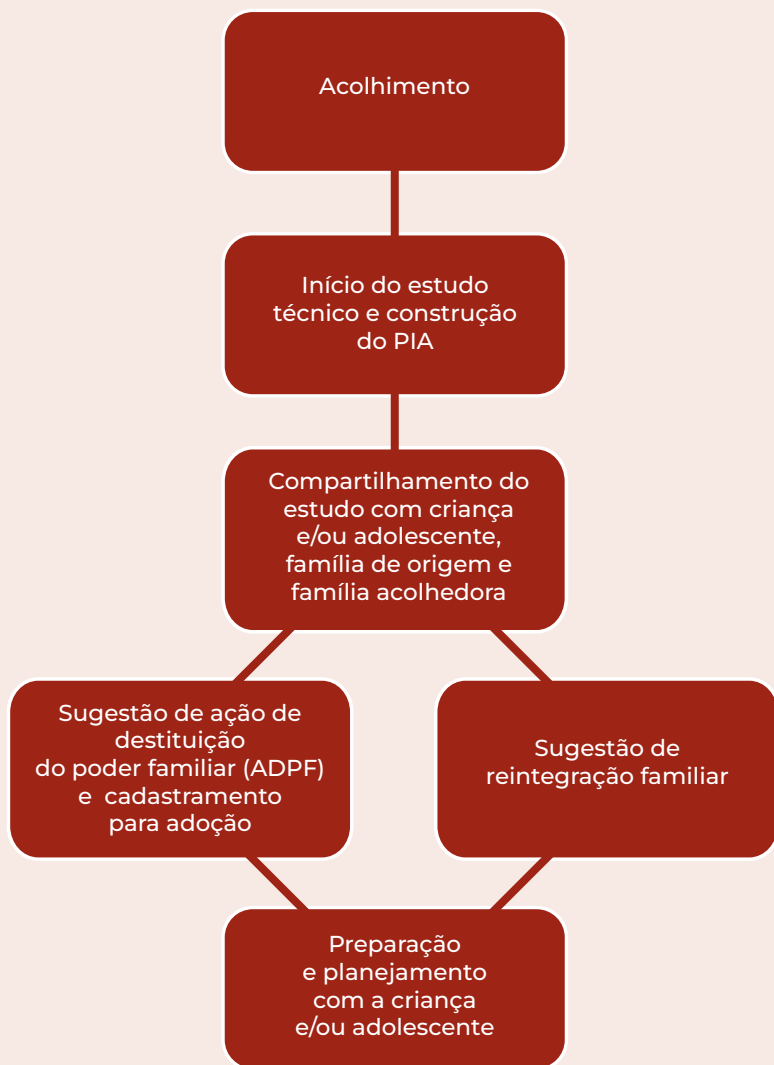 Acolhimento
Início do estudo
técnico e construção
do PIA
Compartilhamento do
estudo com criança
e/ou adolescente,
família de origem e
família acolhedora
Sugestão de ação de
destituição
do poder familiar (ADPF)
e cadastramento
para adoção
Sugestão de
reintegração familiar
Preparação
e planejamento
com a criança
e/ou adolescente